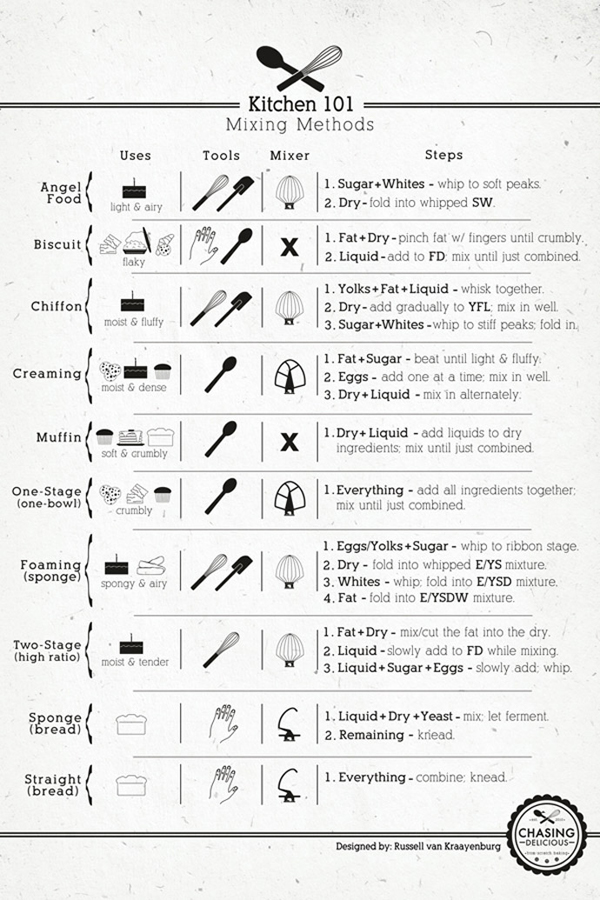 Kitchen 101
Mixing Methods
Uses Tools Mixer Steps
Angel
Food
light & airy
1. Sugar+Whites - whip to soft peaks.
2. Dry - fold into whipped SW.
Biscuit
flaky
X
1. Fat+Dry - pinch fat w/ fingers until crumbly.
2. Liquid - add to FD; mix until just combined.
Chiffon
moist & fluffy
1. Yolks+Fat+Liquid - whisk together.
2. Dry - add gradually to YFL; mix in well.
3. Sugar+Whites - whip to stiff peaks; fold in.
Creaming
moist & dense
1. Fat+Sugar - beat until light & fluffy.
2. Eggs - add one at a time; mix in well.
3. Dry+Liquid - mix in alternately.
Muffin
soft & crumbly
X
1. Dry+Liquid - add liquids to dry
ingredients; mix until just combined.
One-Stage
(one-bowl)
crumbly
1. Everything - add all ingredients together;
mix until just combined.
Foaming
(sponge)
spongy & airy
1. Eggs/Yolks+Sugar - whip to ribbon stage.
2. Dry - fold into whipped E/YS mixture.
3. Whites - whip; fold into E/YSD mixture.
4. Fat - fold into E/YSDW mixture.
Two-Stage
(high ratio)
moist & tender
1. Fat+Dry - mix/cut the fat into the dry.
2. Liquid - slowly add to FD while mixing.
3. Liquid+Sugar+Eggs - slowly add; whip.
Sponge
(bread)
1. Liquid+Dry+Yeast - mix; let ferment.
2. Remaining - knead.
Straight
(bread)
1. Everything - combine; knead.
Designed by: Russell van Kraayenburg
CHASING
DELICIOUS
from scratch baking